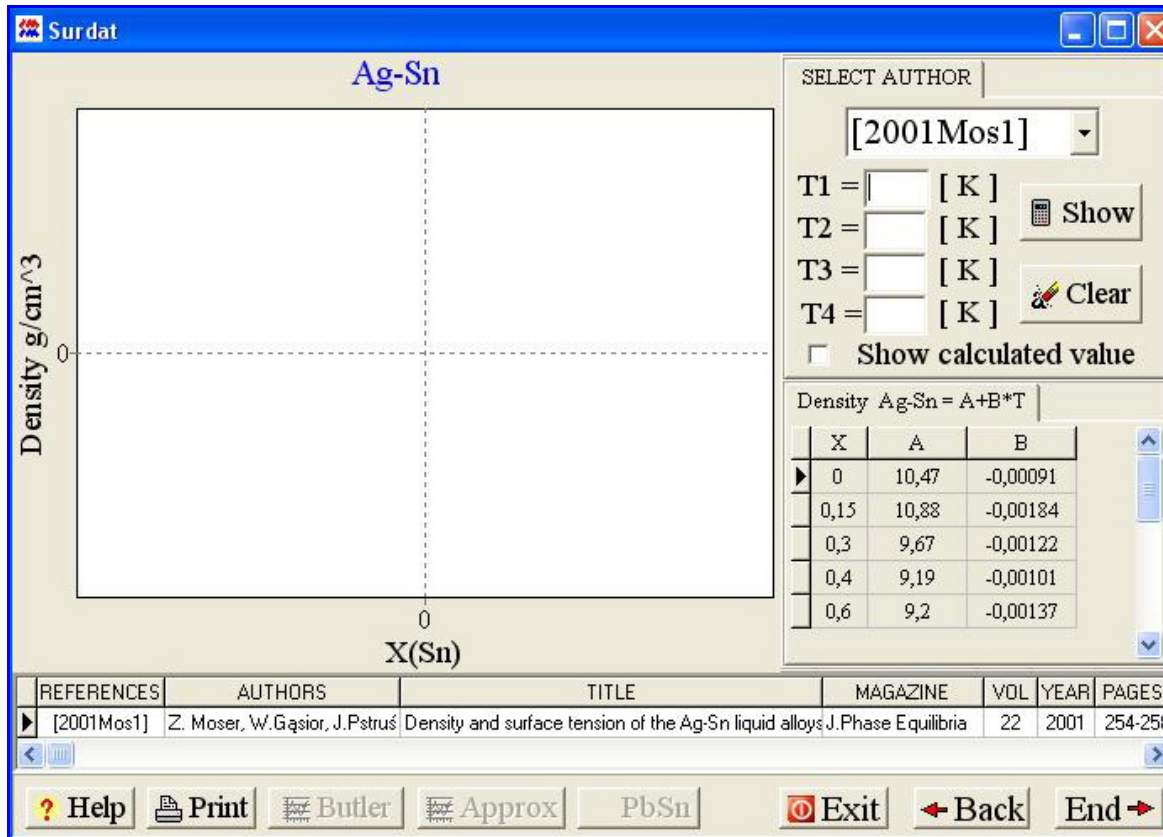 Surdat
Ag-Sn
Density g/cm^3
0
0
X(Sn)
SELECT AUTHOR
[2001Mos1]
T1 = [ K ]
T2 = [ K ]
T3 = [ K ]
T4 = [ K ]
Show
Clear
Show calculated value
Density Ag-Sn = A+B*T
X A B
0 10,47 -0,00091
0,15 10,88 -0,00184
0,3 9,67 -0,00122
0,4 9,19 -0,00101
0,6 9,2 -0,00137
REFERENCES AUTHORS TITLE MAGAZINE VOL YEAR PAGES
[2001Mos1] Z. Moser, W.Gąsior, J.Pstruś Density and surface tension of the Ag-Sn liquid alloys J.Phase Equilibria 22 2001 254-258
Help Print Butler Approx PbSn Exit Back End